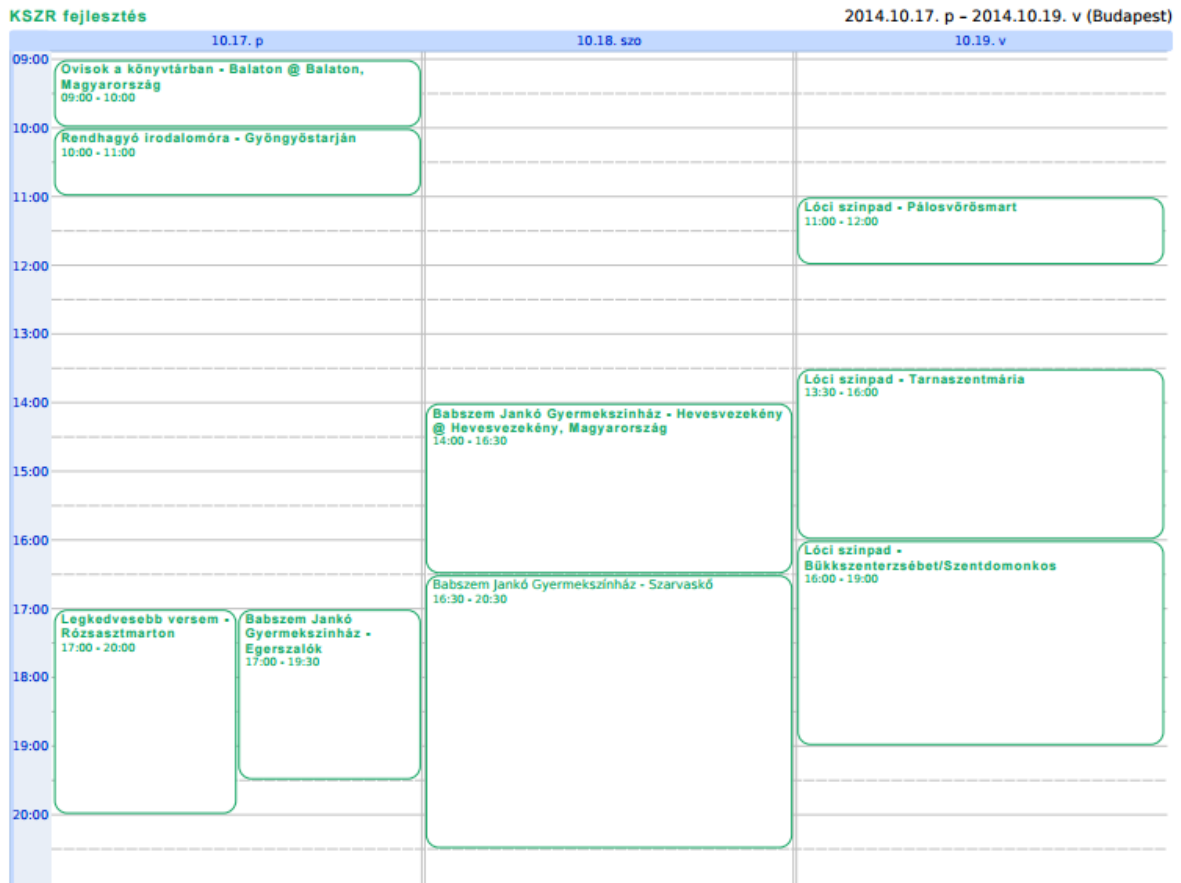 KSZR fejlesztés
2014.10.17. p – 2014.10.19. v (Budapest)
10.17. p
10.18. szo
10.19. v
09:00
10:00
11:00
12:00
13:00
14:00
15:00
16:00
17:00
18:00
19:00
20:00
Ovisok a könyvtárban - Balaton @ Balaton,
Magyarország
09:00 - 10:00
Rendhagyó irodalomóra - Gyöngyöstarján
10:00 - 11:00
Legkedvesebb versem -
Rózsasztmarton
17:00 - 20:00
Babszem Jankó
Gyermekszínház -
Egerszalók
17:00 - 19:30
Babszem Jankó Gyermekszínház - Hevesvezekény
@ Hevesvezekény, Magyarország
14:00 - 16:30
Babszem Jankó Gyermekszínház - Szarvaskő
16:30 - 20:30
Lóci színpad - Pálosvörösmart
11:00 - 12:00
Lóci színpad - Tarnaszentmária
13:30 - 16:00
Lóci színpad -
Bükkszenterzsébet/Szentdomonkos
16:00 - 19:00